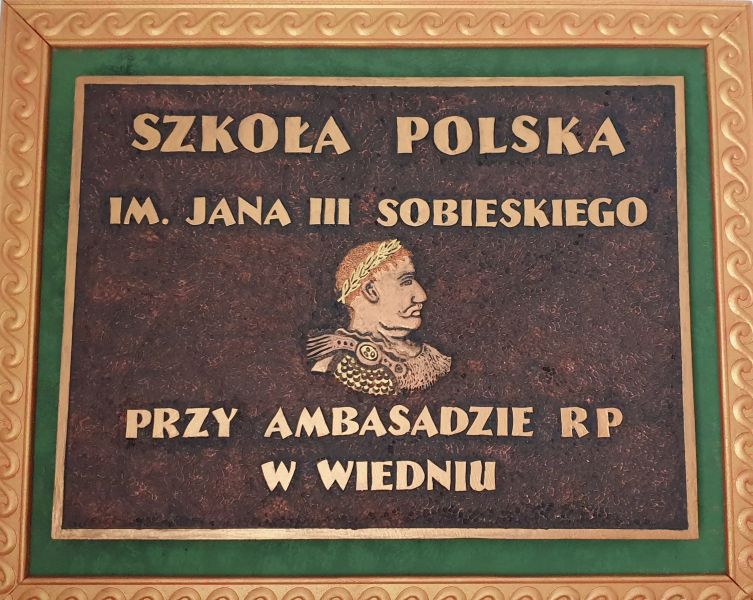 SZKOŁA POLSKA
IM. JANA III SOBIESKIEGO
PRZY AMBASADZIE RP
W WIEDNIU